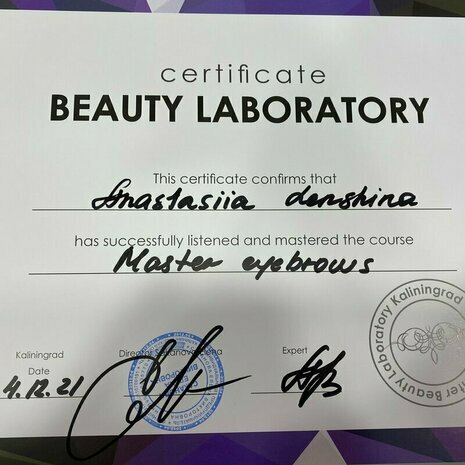 certificate
BEAUTY LABORATORY
This certificate confirms that
Anastasiia denshina
has successfully listened and mastered the course
Master eyebrows
Kaliningrad
Date
4.12.21
Director
Expert
Beauty Laboratory Kaliningrad